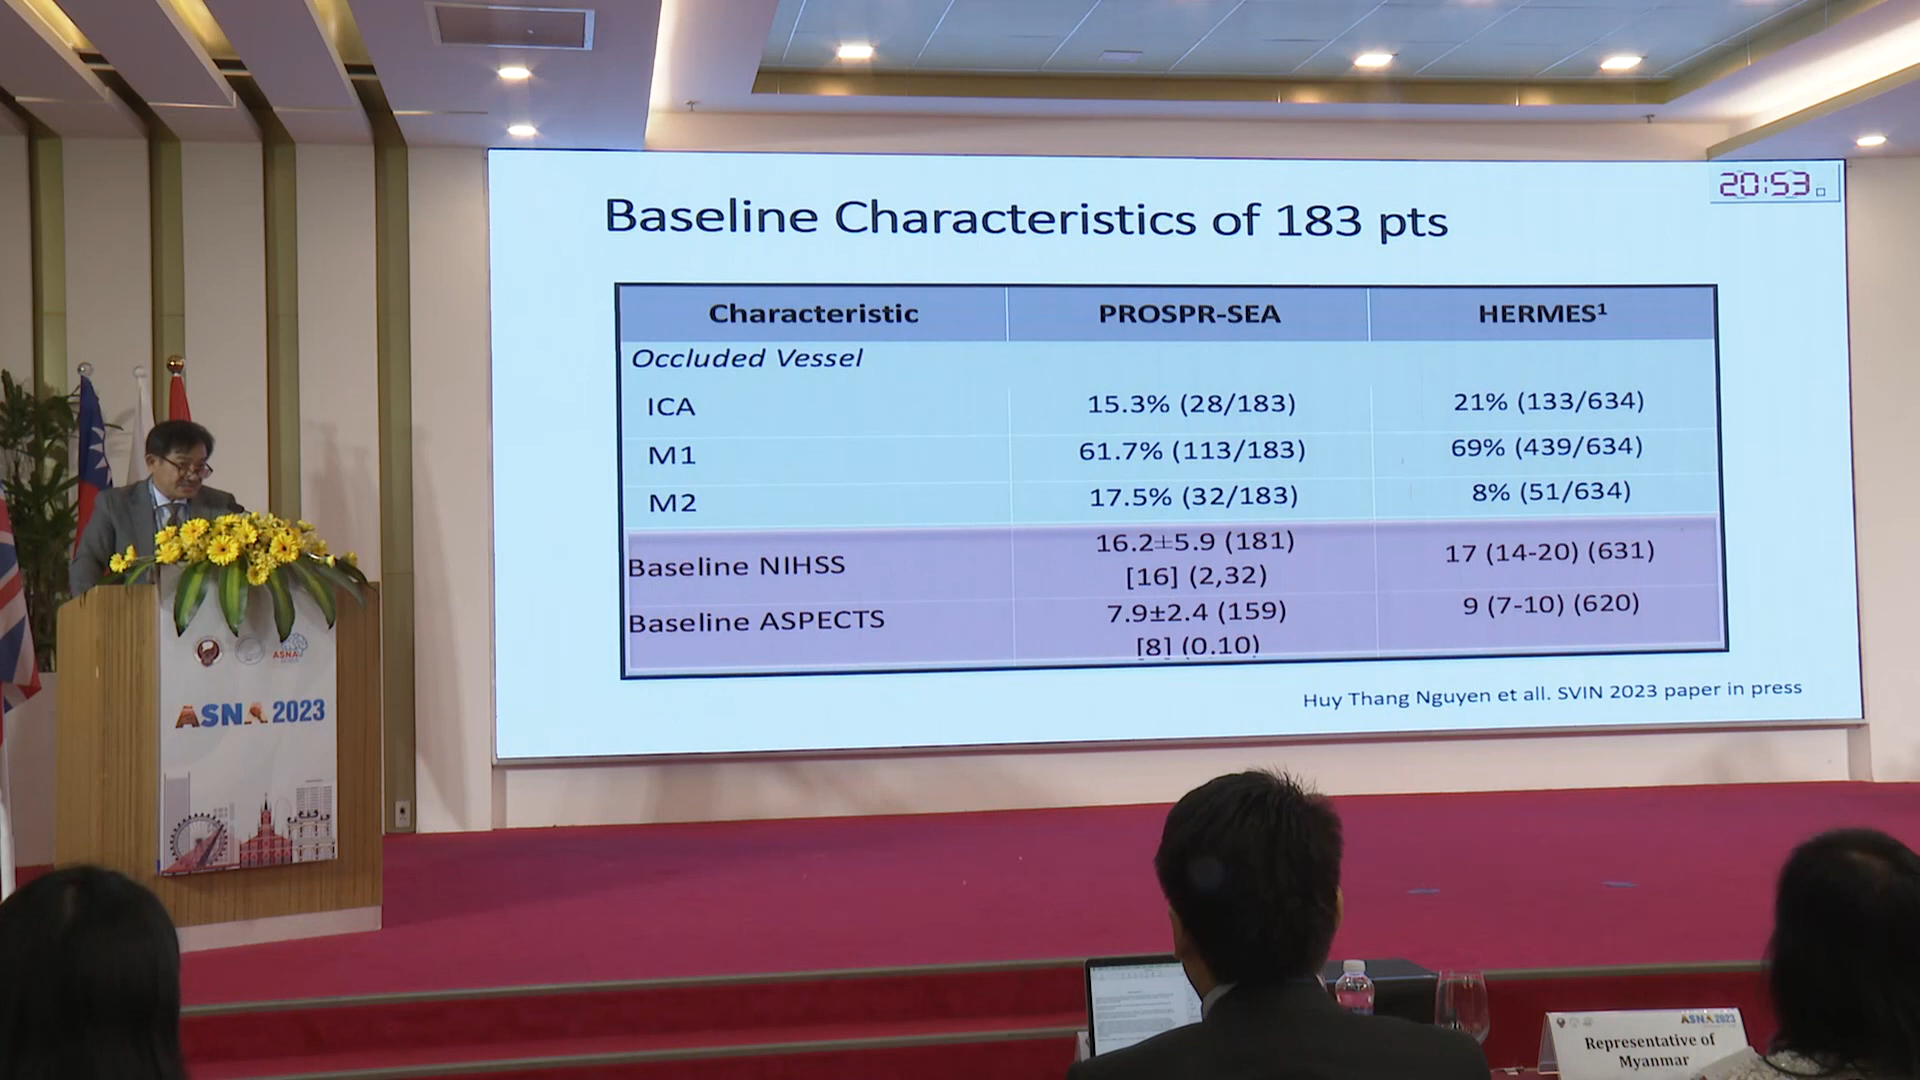 20:53
Baseline Characteristics of 183 pts
Characteristic PROSPR-SEA HERMES¹
Occluded Vessel
ICA 15.3% (28/183) 21% (133/634)
M1 61.7% (113/183) 69% (439/634)
M2 17.5% (32/183) 8% (51/634)
Baseline NIHSS 16.2±5.9 (181) [16] (2,32) 17 (14-20) (631)
Baseline ASPECTS 7.9±2.4 (159) [8] (0.10) 9 (7-10) (620)
Huy Thang Nguyen et all. SVIN 2023 paper in press
ASNA
ASNA 2023
ASNA 2023
Representative of
Myanmar